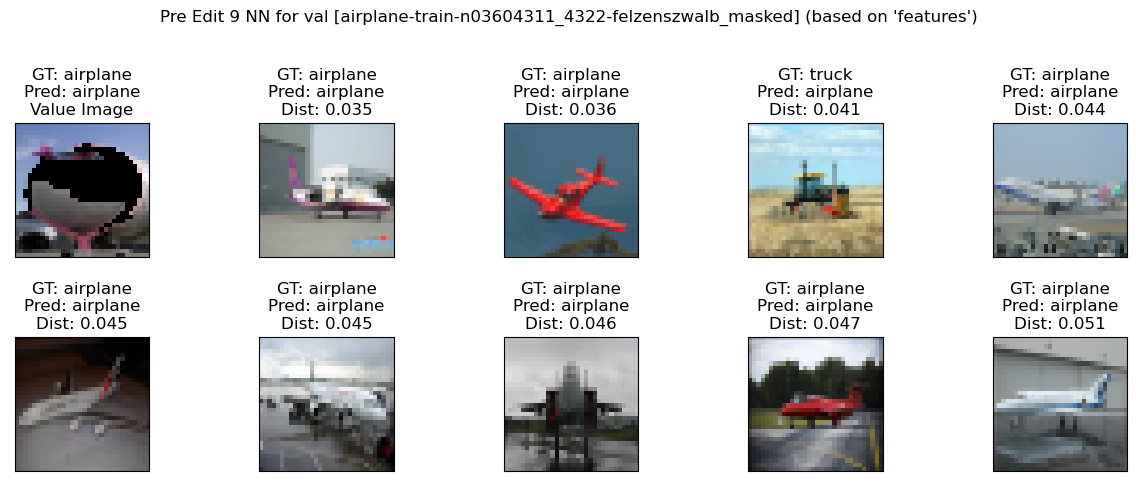 Pre Edit 9 NN for val [airplane-train-n03604311_4322-felzenszwalb_masked] (based on 'features')
GT: airplane
Pred: airplane
Value Image
GT: airplane
Pred: airplane
Dist: 0.035
GT: airplane
Pred: airplane
Dist: 0.036
GT: truck
Pred: airplane
Dist: 0.041
GT: airplane
Pred: airplane
Dist: 0.044
GT: airplane
Pred: airplane
Dist: 0.045
GT: airplane
Pred: airplane
Dist: 0.045
GT: airplane
Pred: airplane
Dist: 0.046
GT: airplane
Pred: airplane
Dist: 0.047
GT: airplane
Pred: airplane
Dist: 0.051